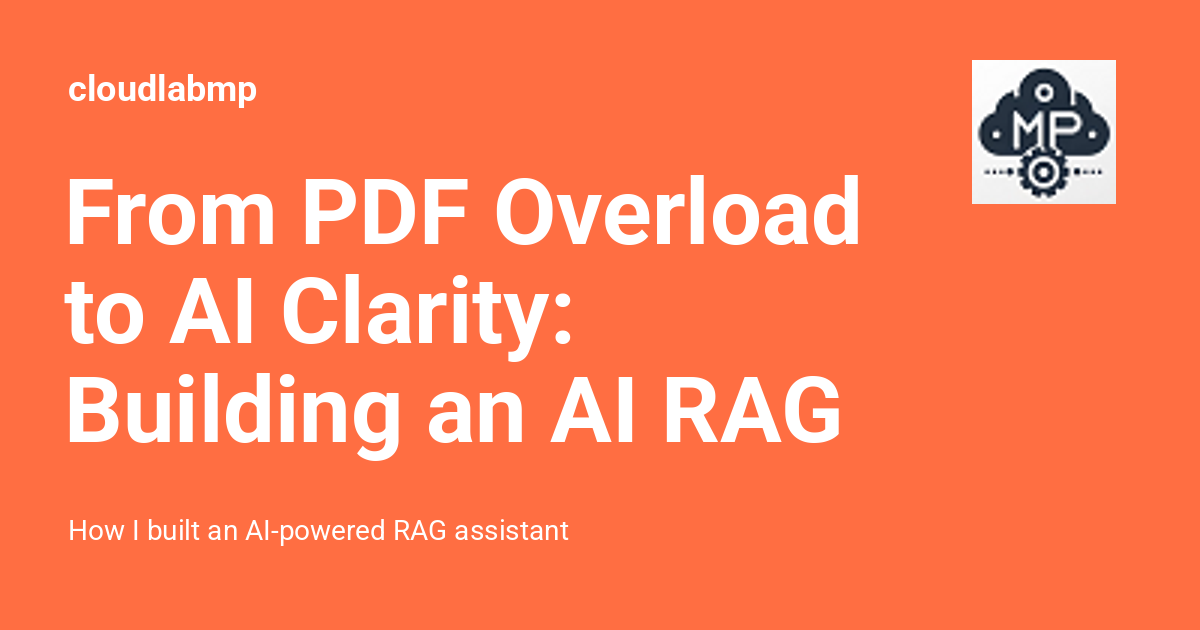 cloudlabmp
MP
From PDF Overload
to AI Clarity:
Building an AI RAG
How I built an AI-powered RAG assistant